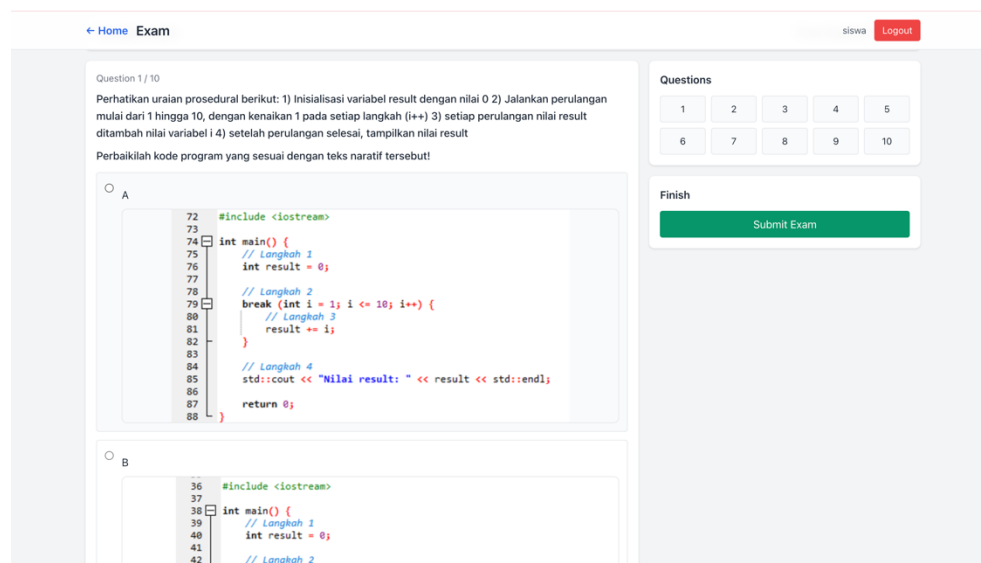 ← Home Exam
siswa Logout
Question 1 / 10
Perhatikan uraian prosedural berikut: 1) Inisialisasi variabel result dengan nilai 0 2) Jalankan perulangan
mulai dari 1 hingga 10, dengan kenaikan 1 pada setiap langkah (i++) 3) setiap perulangan nilai result
ditambah nilai variabel i 4) setelah perulangan selesai, tampilkan nilai result
Perbaikilah kode program yang sesuai dengan teks naratif tersebut!
A
72 #include <iostream>
73
74 int main() {
75 // Langkah 1
76 int result = 0;
77
78 // Langkah 2
79 break (int i = 1; i <= 10; i++) {
80 // Langkah 3
81 result += i;
82 }
83
84 // Langkah 4
85 std::cout << "Nilai result: " << result << std::endl;
86
87 return 0;
88 }
B
36 #include <iostream>
37
38 int main() {
39 // Langkah 1
40 int result = 0;
41
42 // Langkah 2
Questions
1 2 3 4 5
6 7 8 9 10
Finish
Submit Exam